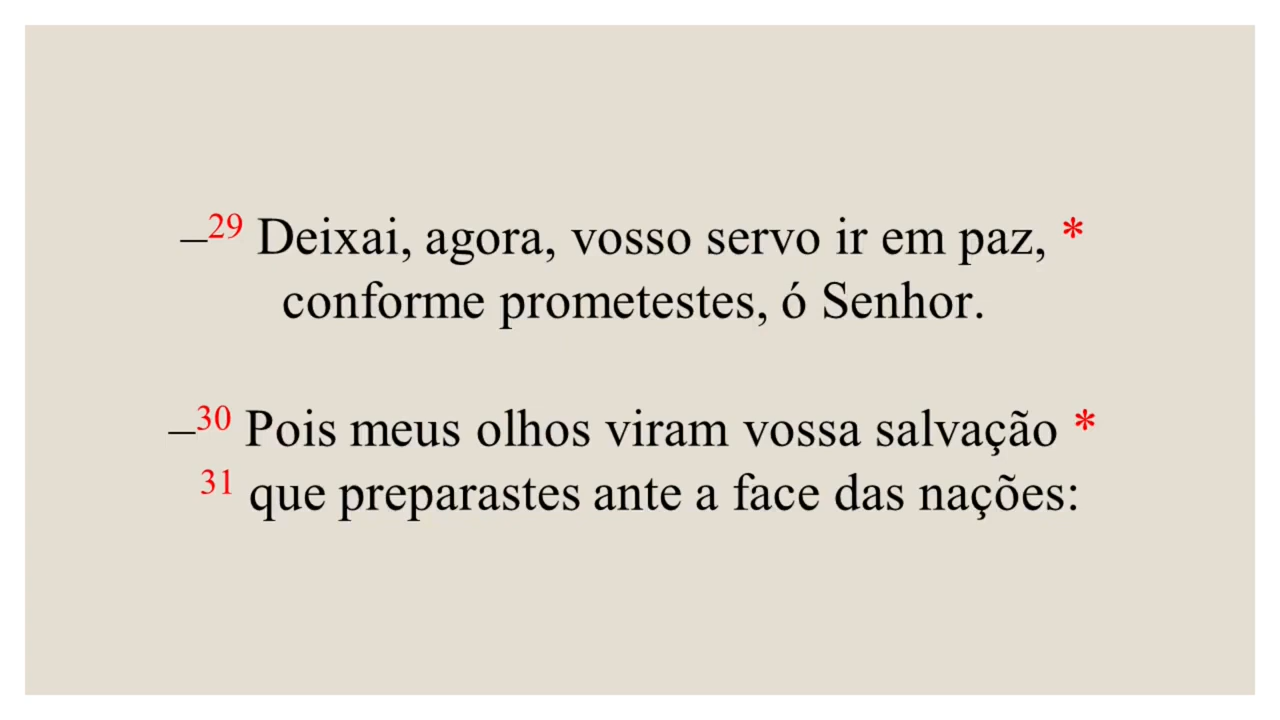 –29 Deixai, agora, vosso servo ir em paz, *
conforme prometestes, ó Senhor.
–30 Pois meus olhos viram vossa salvação *
31 que preparastes ante a face das nações: